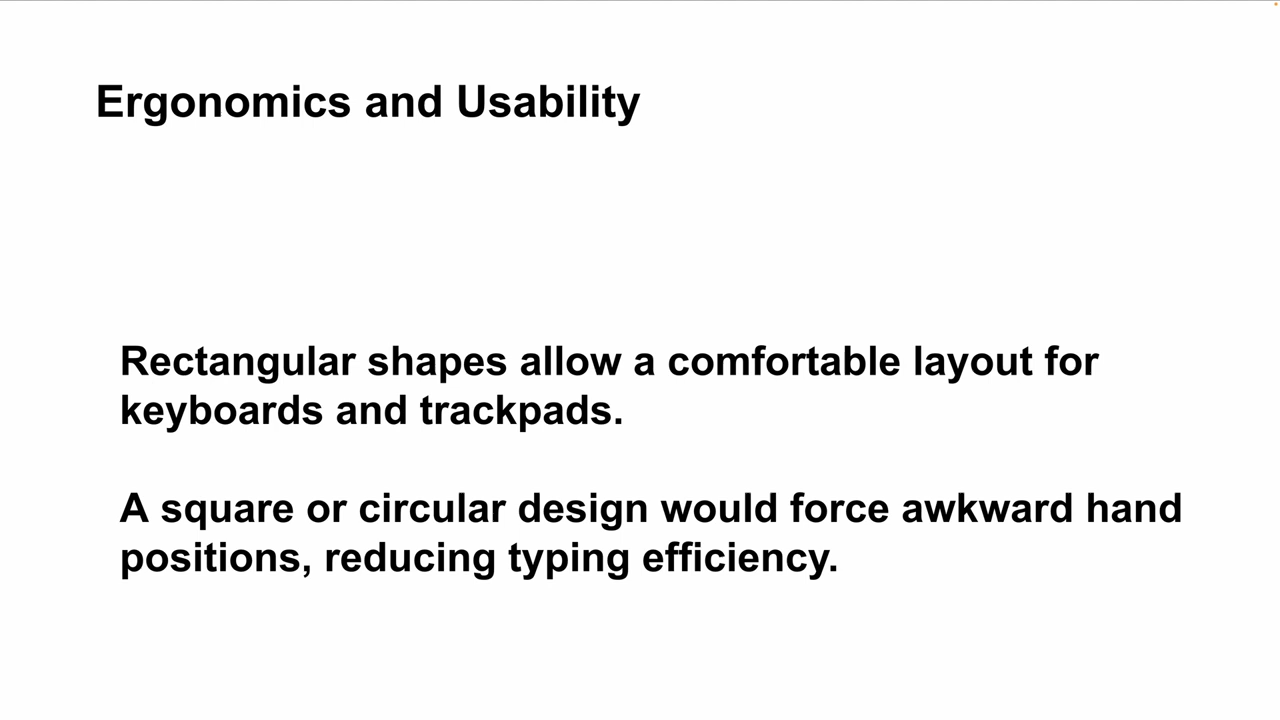 Ergonomics and Usability
Rectangular shapes allow a comfortable layout for
keyboards and trackpads.
A square or circular design would force awkward hand
positions, reducing typing efficiency.